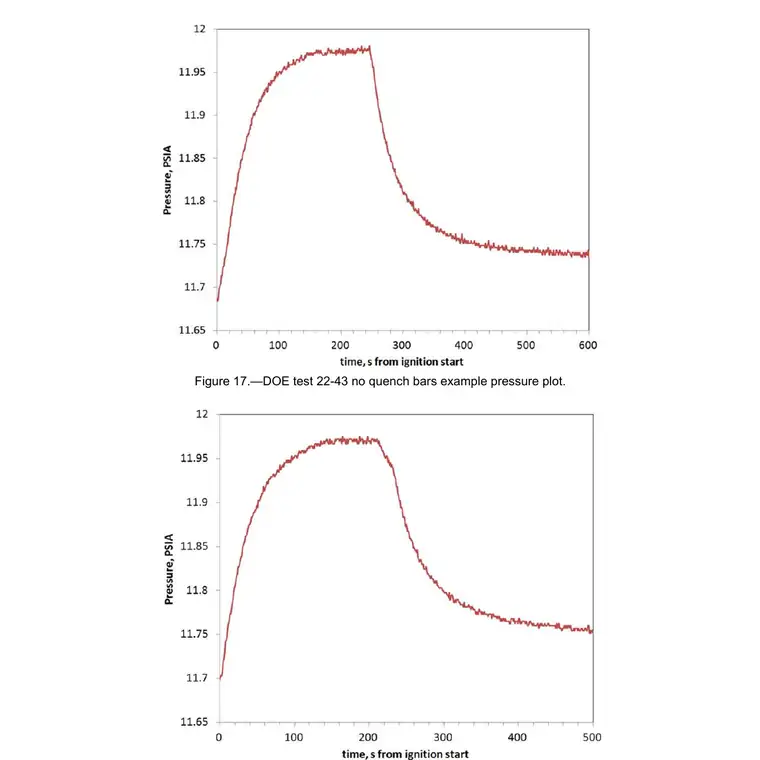 12
11.95
11.9
11.85
11.8
11.75
11.7
11.65
Pressure, PSIA
0 100 200 300 400 500 600
time, s from ignition start
Figure 17.—DOE test 22-43 no quench bars example pressure plot.
12
11.95
11.9
11.85
11.8
11.75
11.7
11.65
Pressure, PSIA
0 100 200 300 400 500
time, s from ignition start